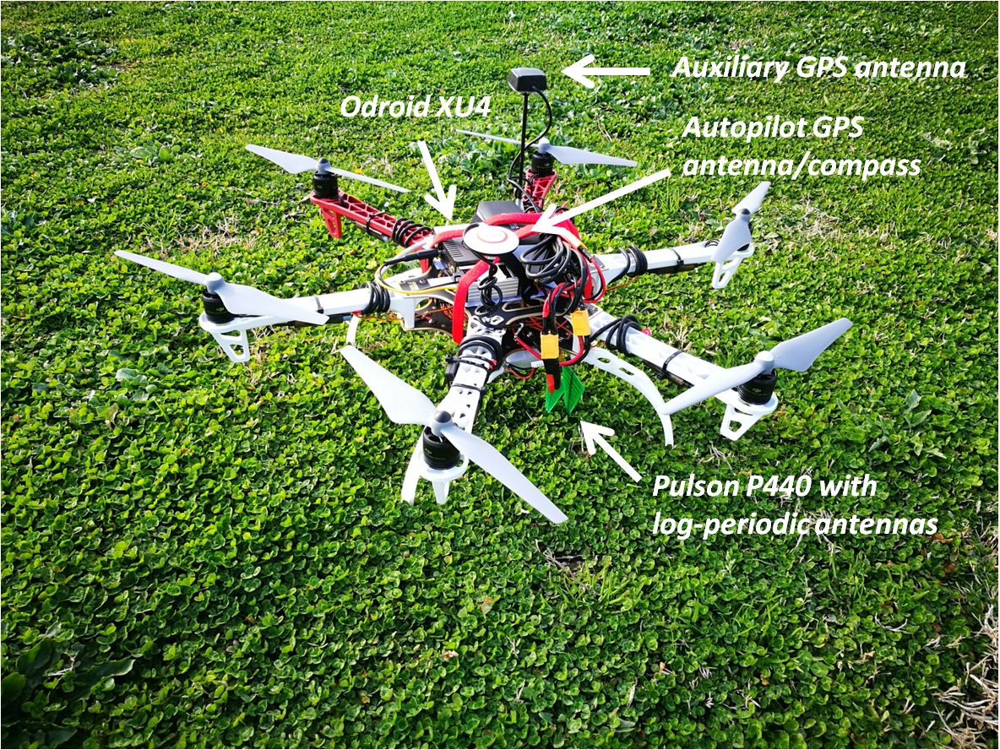 Auxiliary GPS antenna
Odroid XU4
Autopilot GPS
antenna/compass
Pulson P440 with
log-periodic antennas